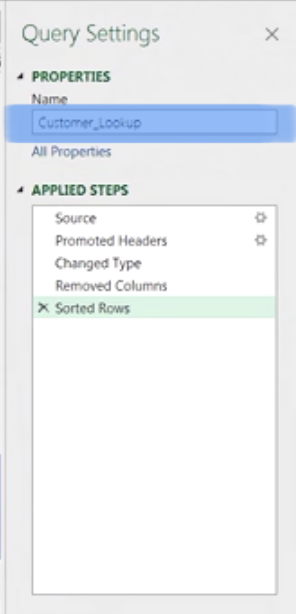 Query Settings
PROPERTIES
Name
Customer_Lookup
All Properties
APPLIED STEPS
Source
Promoted Headers
Changed Type
Removed Columns
Sorted Rows